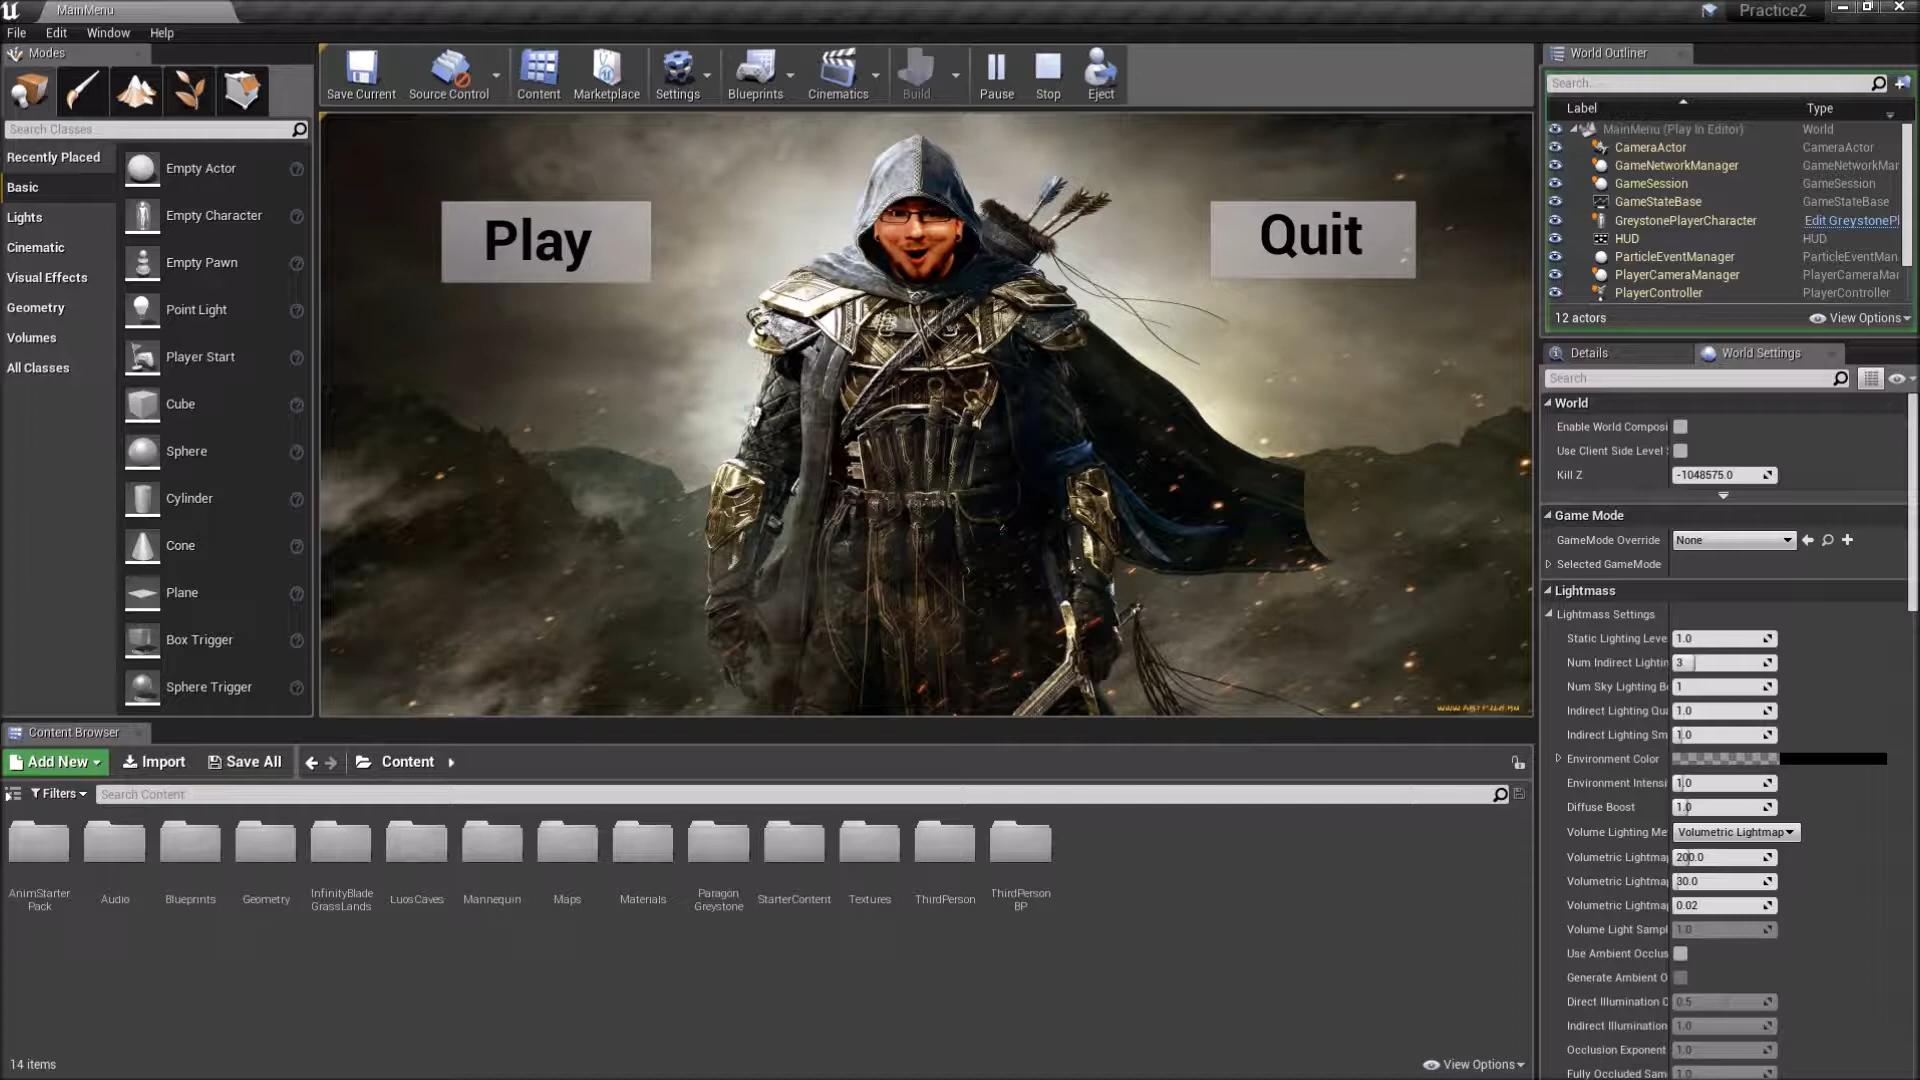 MainMenu
Practice2
File Edit Window Help
Modes
Search Classes
Recently Placed
Basic
Lights
Cinematic
Visual Effects
Geometry
Volumes
All Classes
Empty Actor
Empty Character
Empty Pawn
Point Light
Player Start
Cube
Sphere
Cylinder
Cone
Plane
Box Trigger
Sphere Trigger
Save Current
Source Control
Content
Marketplace
Settings
Blueprints
Cinematics
Build
Pause
Stop
Eject
Play
Quit
World Outliner
Search...
Label Type
MainMenu (Play In Editor) World
CameraActor CameraActor
GameNetworkManager GameNetworkMar
GameSession GameSession
GameStateBase GameStateBase
GreystonePlayerCharacter Edit GreystonePl
HUD HUD
ParticleEventManager ParticleEventMan
PlayerCameraManager PlayerCameraMar
PlayerController PlayerController
12 actors View Options
Details World Settings
Search
World
Enable World Composi
Use Client Side Level
Kill Z -1048575.0
Game Mode
GameMode Override None
Selected GameMode
Lightmass
Lightmass Settings
Static Lighting Leve 1.0
Num Indirect Lightin 3
Num Sky Lighting B 1
Indirect Lighting Qua 1.0
Indirect Lighting Sm 1.0
Environment Color
Environment Intensi 1.0
Diffuse Boost 1.0
Volume Lighting Me Volumetric Lightmap
Volumetric Lightma 200.0
Volumetric Lightma 30.0
Volumetric Lightma 0.02
Volume Light Sampl 1.0
Use Ambient Occlus
Generate Ambient O
Direct Illumination O 0.5
Indirect Illumination 1.0
Occlusion Exponent 1.0
Fully Occluded Sam 1.0
Content Browser
Add New Import Save All Content
Filters Search Content
AnimStarter
Pack
Audio
Blueprints
Geometry
InfinityBlade
GrassLands
LuosCaves
Mannequin
Maps
Materials
Paragon
Greystone
StarterContent
Textures
ThirdPerson
ThirdPerson
BP
14 items View Options